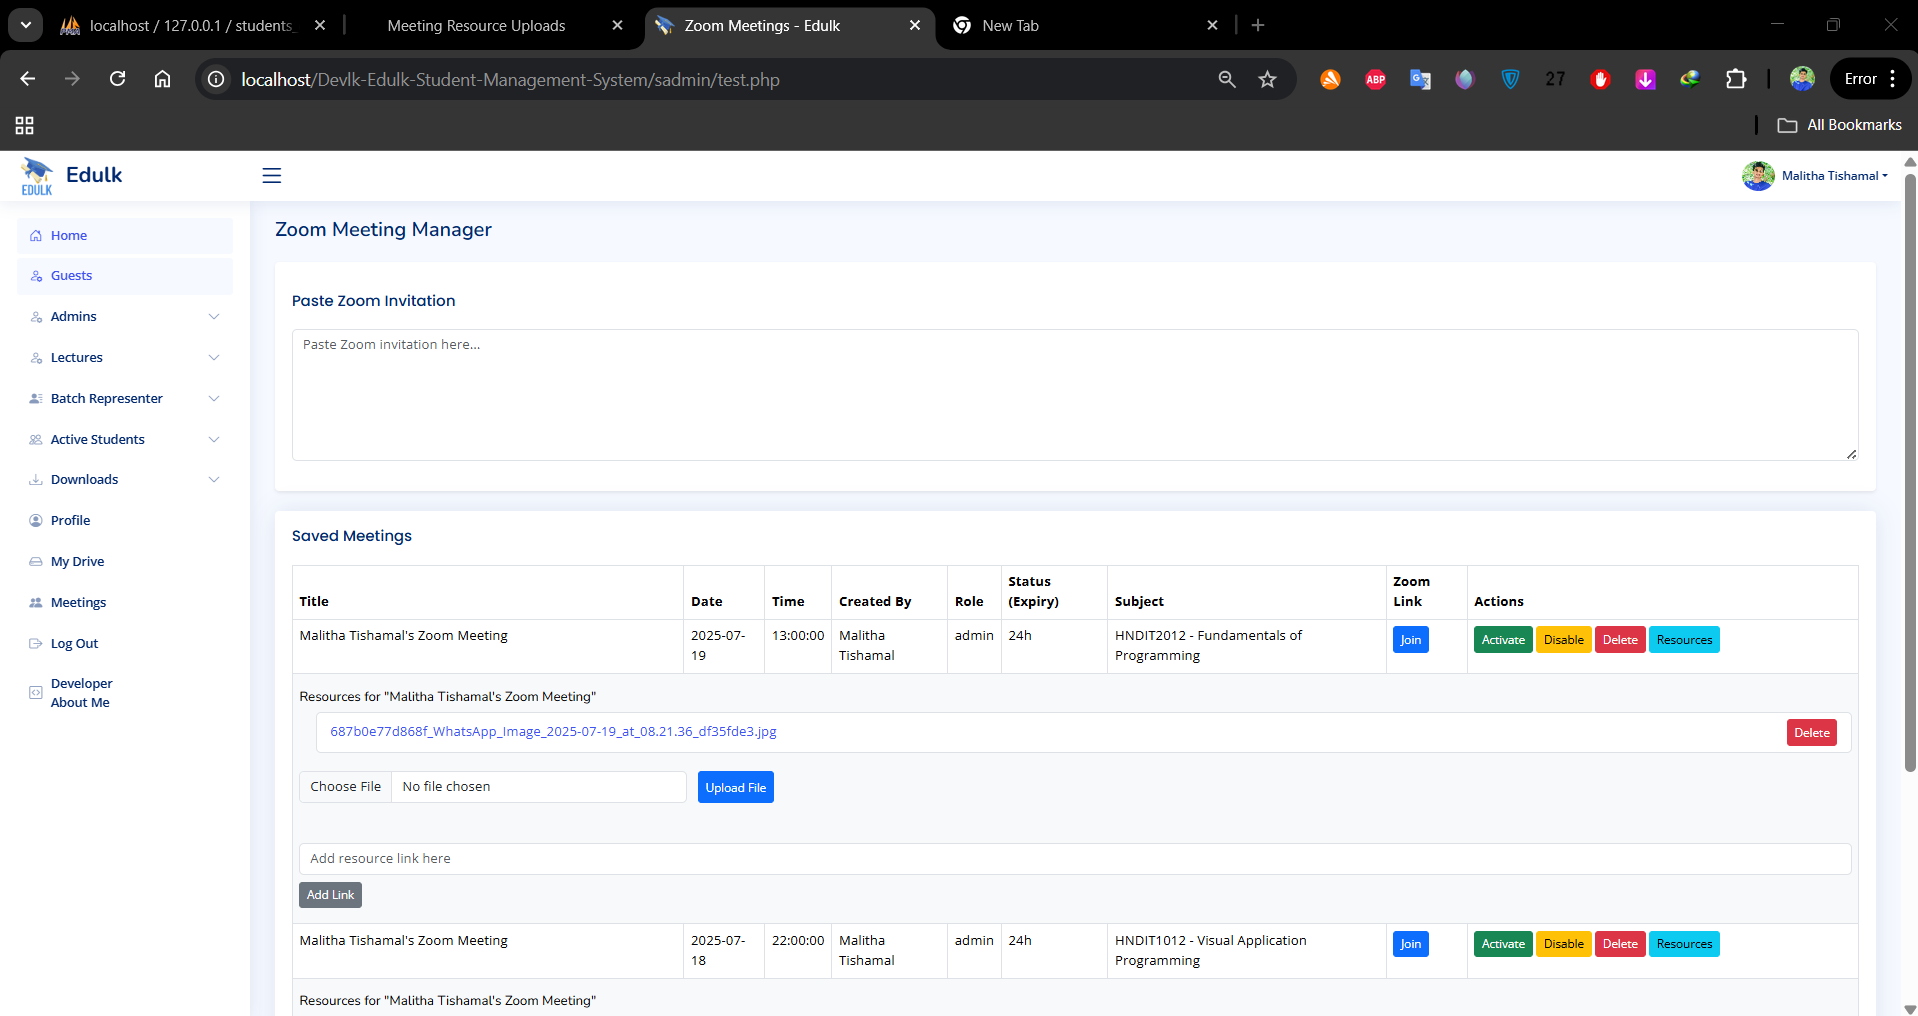 localhost / 127.0.0.1 / students_
Meeting Resource Uploads
Zoom Meetings - Edulk
New Tab
localhost/Devlk-Edulk-Student-Management-System/sadmin/test.php
ABP
27
Error
All Bookmarks
EDULK
Edulk
Malitha Tishamal
Home
Guests
Admins
Lectures
Batch Representer
Active Students
Downloads
Profile
My Drive
Meetings
Log Out
Developer
About Me
Zoom Meeting Manager
Paste Zoom Invitation
Paste Zoom invitation here...
Saved Meetings
Title Date Time Created By Role Status (Expiry) Subject Zoom Link Actions
Malitha Tishamal's Zoom Meeting 2025-07-19 13:00:00 Malitha Tishamal admin 24h HNDIT2012 - Fundamentals of Programming Join Activate Disable Delete Resources
Resources for "Malitha Tishamal's Zoom Meeting"
687b0e77d868f_WhatsApp_Image_2025-07-19_at_08.21.36_df35fde3.jpg Delete
Choose File No file chosen Upload File
Add resource link here
Add Link
Malitha Tishamal's Zoom Meeting 2025-07-18 22:00:00 Malitha Tishamal admin 24h HNDIT1012 - Visual Application Programming Join Activate Disable Delete Resources
Resources for "Malitha Tishamal's Zoom Meeting"